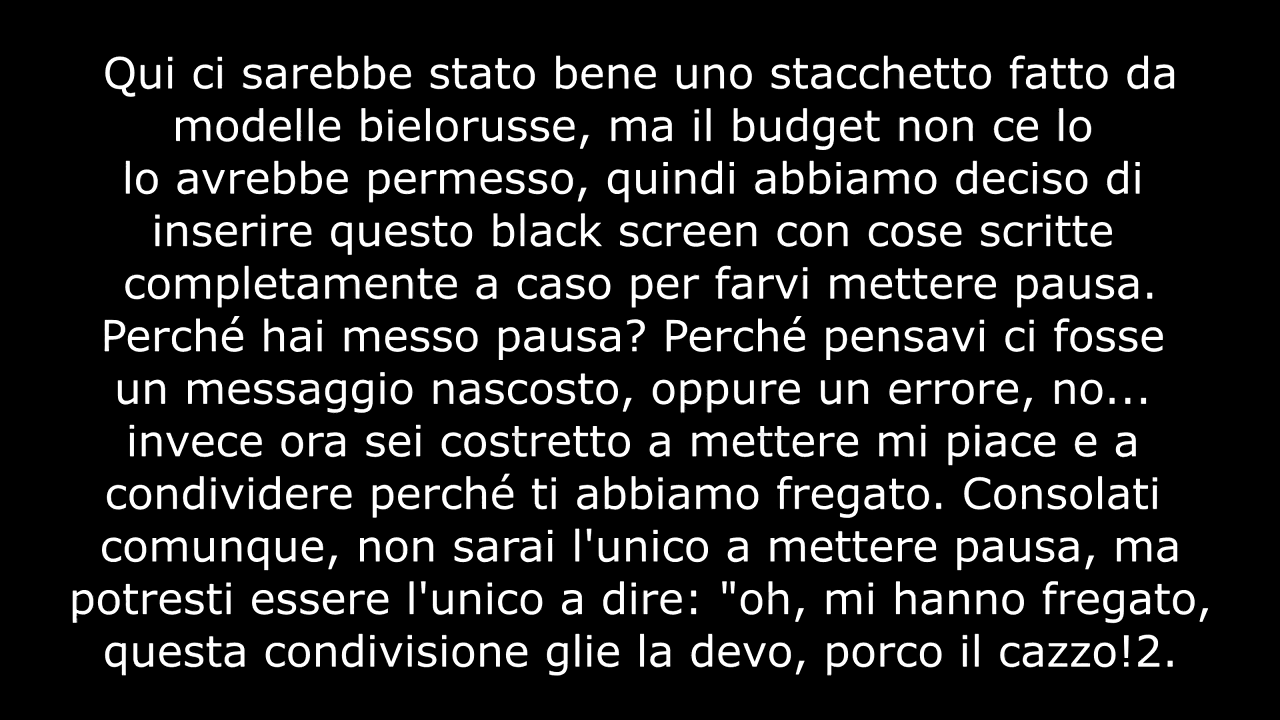 Qui ci sarebbe stato bene uno stacchetto fatto da
modelle bielorusse, ma il budget non ce lo
lo avrebbe permesso, quindi abbiamo deciso di
inserire questo black screen con cose scritte
completamente a caso per farvi mettere pausa.
Perché hai messo pausa? Perché pensavi ci fosse
un messaggio nascosto, oppure un errore, no...
invece ora sei costretto a mettere mi piace e a
condividere perché ti abbiamo fregato. Consolati
comunque, non sarai l'unico a mettere pausa, ma
potresti essere l'unico a dire: "oh, mi hanno fregato,
questa condivisione glie la devo, porco il cazzo!2.